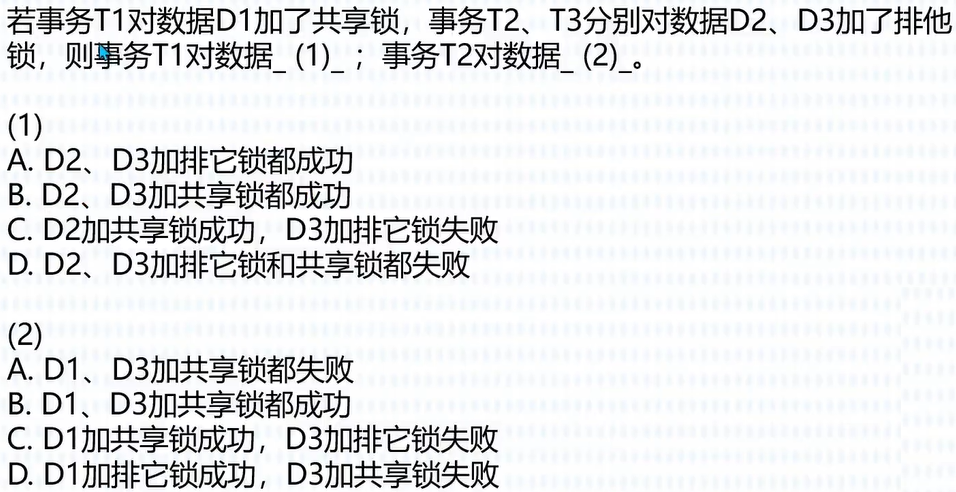 若事务T1对数据D1加了共享锁，事务T2、T3分别对数据D2、D3加了排他
锁，则事务T1对数据_(1)_；事务T2对数据_(2)_。
(1)
A. D2、D3加排它锁都成功
B. D2、D3加共享锁都成功
C. D2加共享锁成功，D3加排它锁失败
D. D2、D3加排它锁和共享锁都失败
(2)
A. D1、D3加共享锁都失败
B. D1、D3加共享锁都成功
C. D1加共享锁成功，D3加排它锁失败
D. D1加排它锁成功，D3加共享锁失败